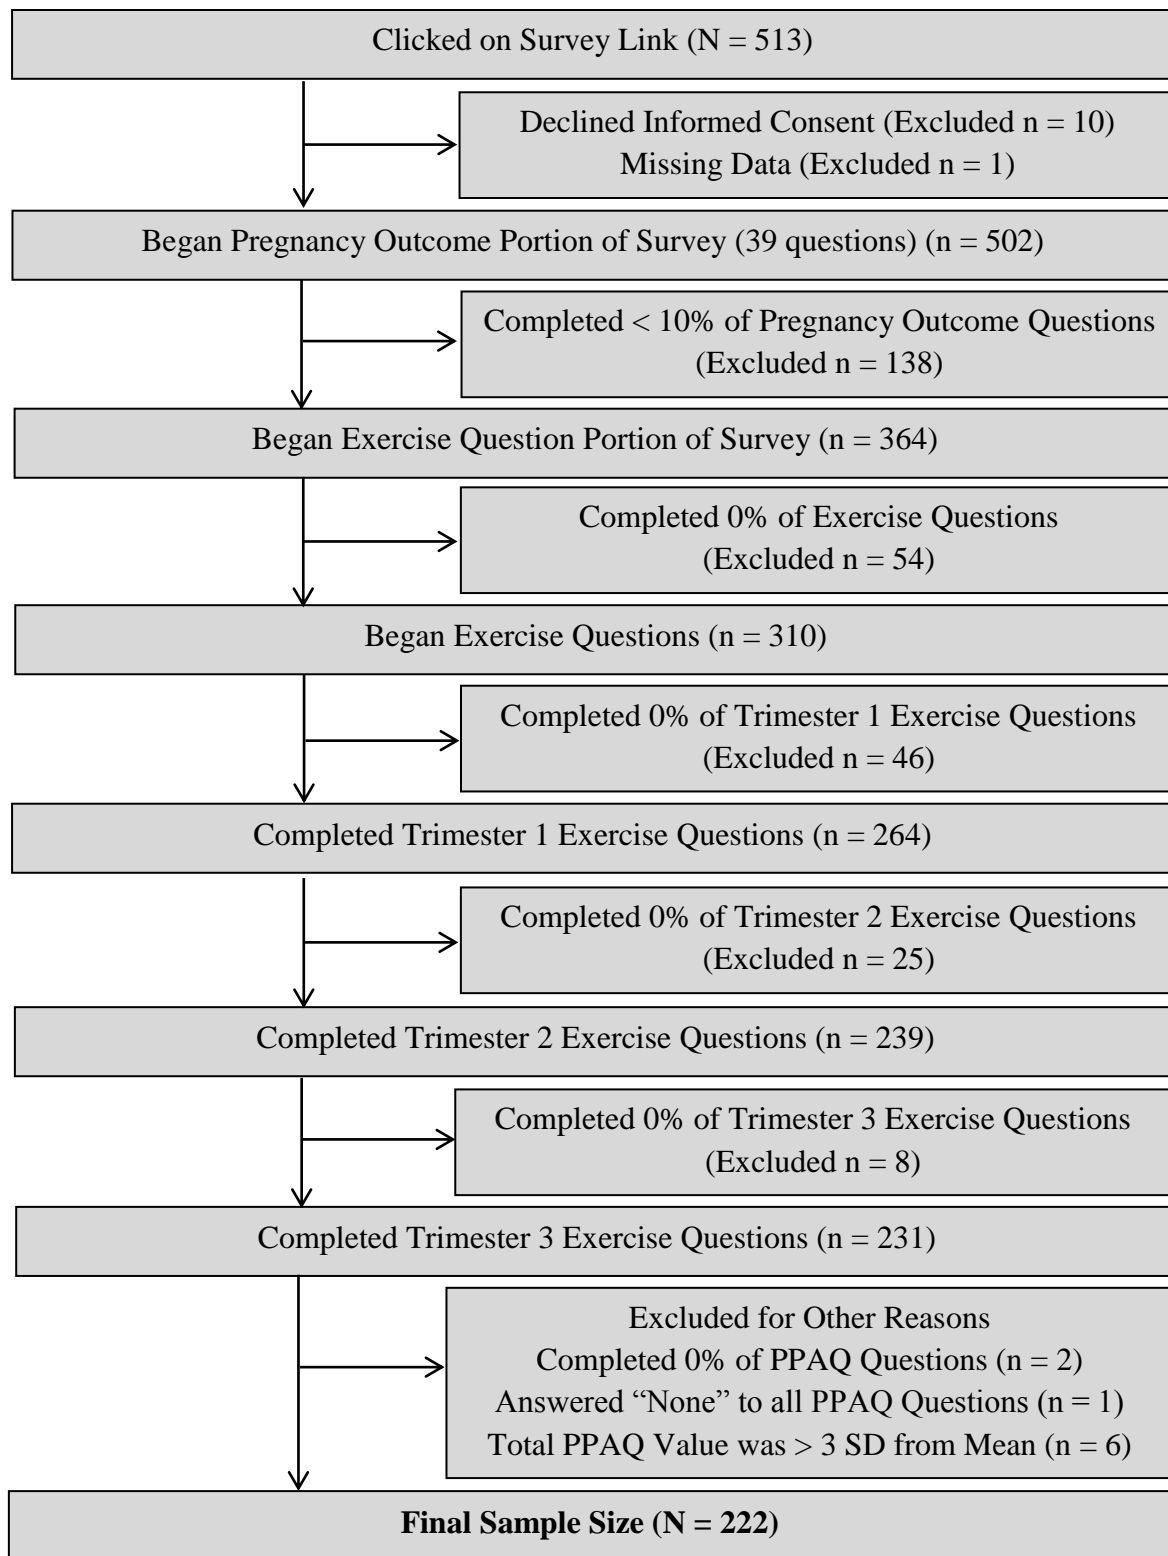 Clicked on Survey Link (N = 513)
Declined Informed Consent (Excluded n = 10)
Missing Data (Excluded n = 1)
Began Pregnancy Outcome Portion of Survey (39 questions) (n = 502)
Completed < 10% of Pregnancy Outcome Questions
(Excluded n = 138)
Began Exercise Question Portion of Survey (n = 364)
Completed 0% of Exercise Questions
(Excluded n = 54)
Began Exercise Questions (n = 310)
Completed 0% of Trimester 1 Exercise Questions
(Excluded n = 46)
Completed Trimester 1 Exercise Questions (n = 264)
Completed 0% of Trimester 2 Exercise Questions
(Excluded n = 25)
Completed Trimester 2 Exercise Questions (n = 239)
Completed 0% of Trimester 3 Exercise Questions
(Excluded n = 8)
Completed Trimester 3 Exercise Questions (n = 231)
Excluded for Other Reasons
Completed 0% of PPAQ Questions (n = 2)
Answered “None” to all PPAQ Questions (n = 1)
Total PPAQ Value was > 3 SD from Mean (n = 6)
Final Sample Size (N = 222)